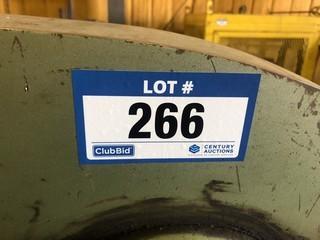 LOT #
266
ClubBid
CENTURY
AUCTIONS